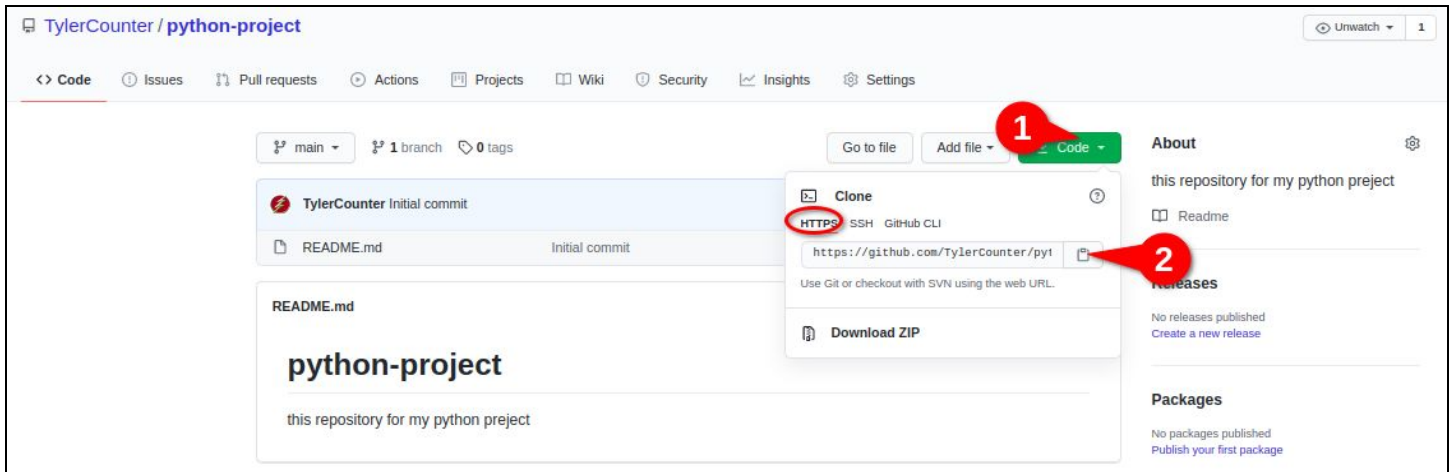 TylerCounter / python-project
Unwatch 1
Code Issues Pull requests Actions Projects Wiki Security Insights Settings
main 1 branch 0 tags Go to file Add file Code
1
About
this repository for my python preject
Readme
TylerCounter Initial commit
README.md Initial commit
Clone
HTTPS SSH GitHub CLI
https://github.com/TylerCounter/pyt
2
Use Git or checkout with SVN using the web URL.
Download ZIP
Releases
No releases published
Create a new release
README.md
python-project
this repository for my python preject
Packages
No packages published
Publish your first package